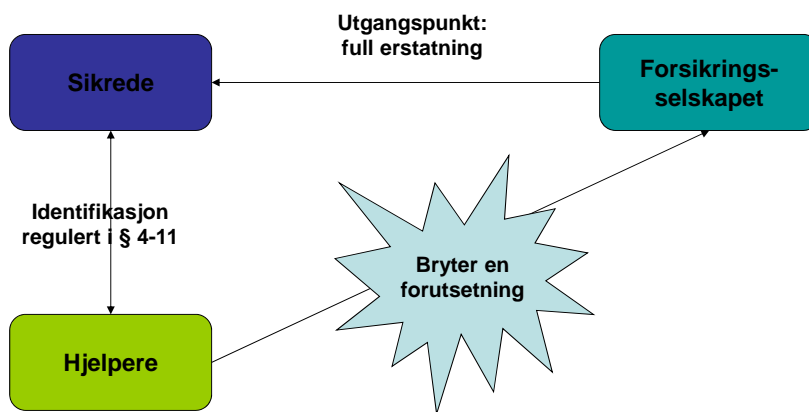 Utgangspunkt:
full erstatning
Sikrede
Forsikrings-
selskapet
Identifikasjon
regulert i § 4-11
Bryter en
forutsetning
Hjelpere